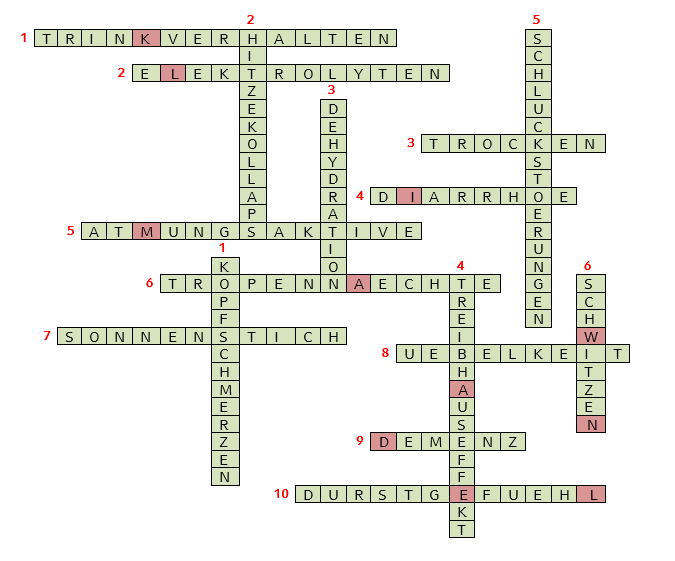 2 5
1 TRINKVERHALTEN
2 ELEKTROLYTEN
HITZEKOLLAPS
3
DEHYDRATION
SCHLUCKSTOERUNGEN
3 TROCKEN
4 DIARRHOE
5 ATMUNGSAKTIVE
1 4 6
6 TROPENNAECHTE
KOPFSCHMERZEN
TREIBHAUSEFFEKT
SCHWITZEN
7 SONNENSTICH
8 UEBELKEIT
9 DEMENZ
10 DURSTGEFUEHL